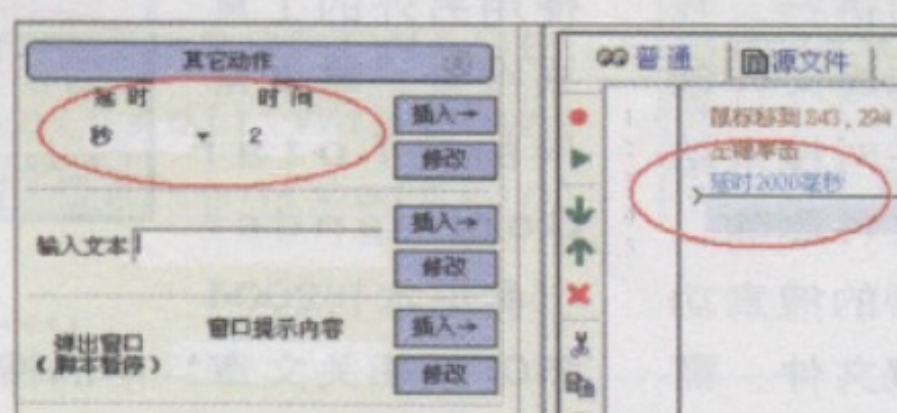 其它动作
延时 时间
秒 2
插入→
修改
输入文本
插入→
修改
弹出窗口
(脚本暂停)
窗口提示内容
插入→
修改
普通 源文件
鼠标移到 843, 294
左键单击
延时2000毫秒